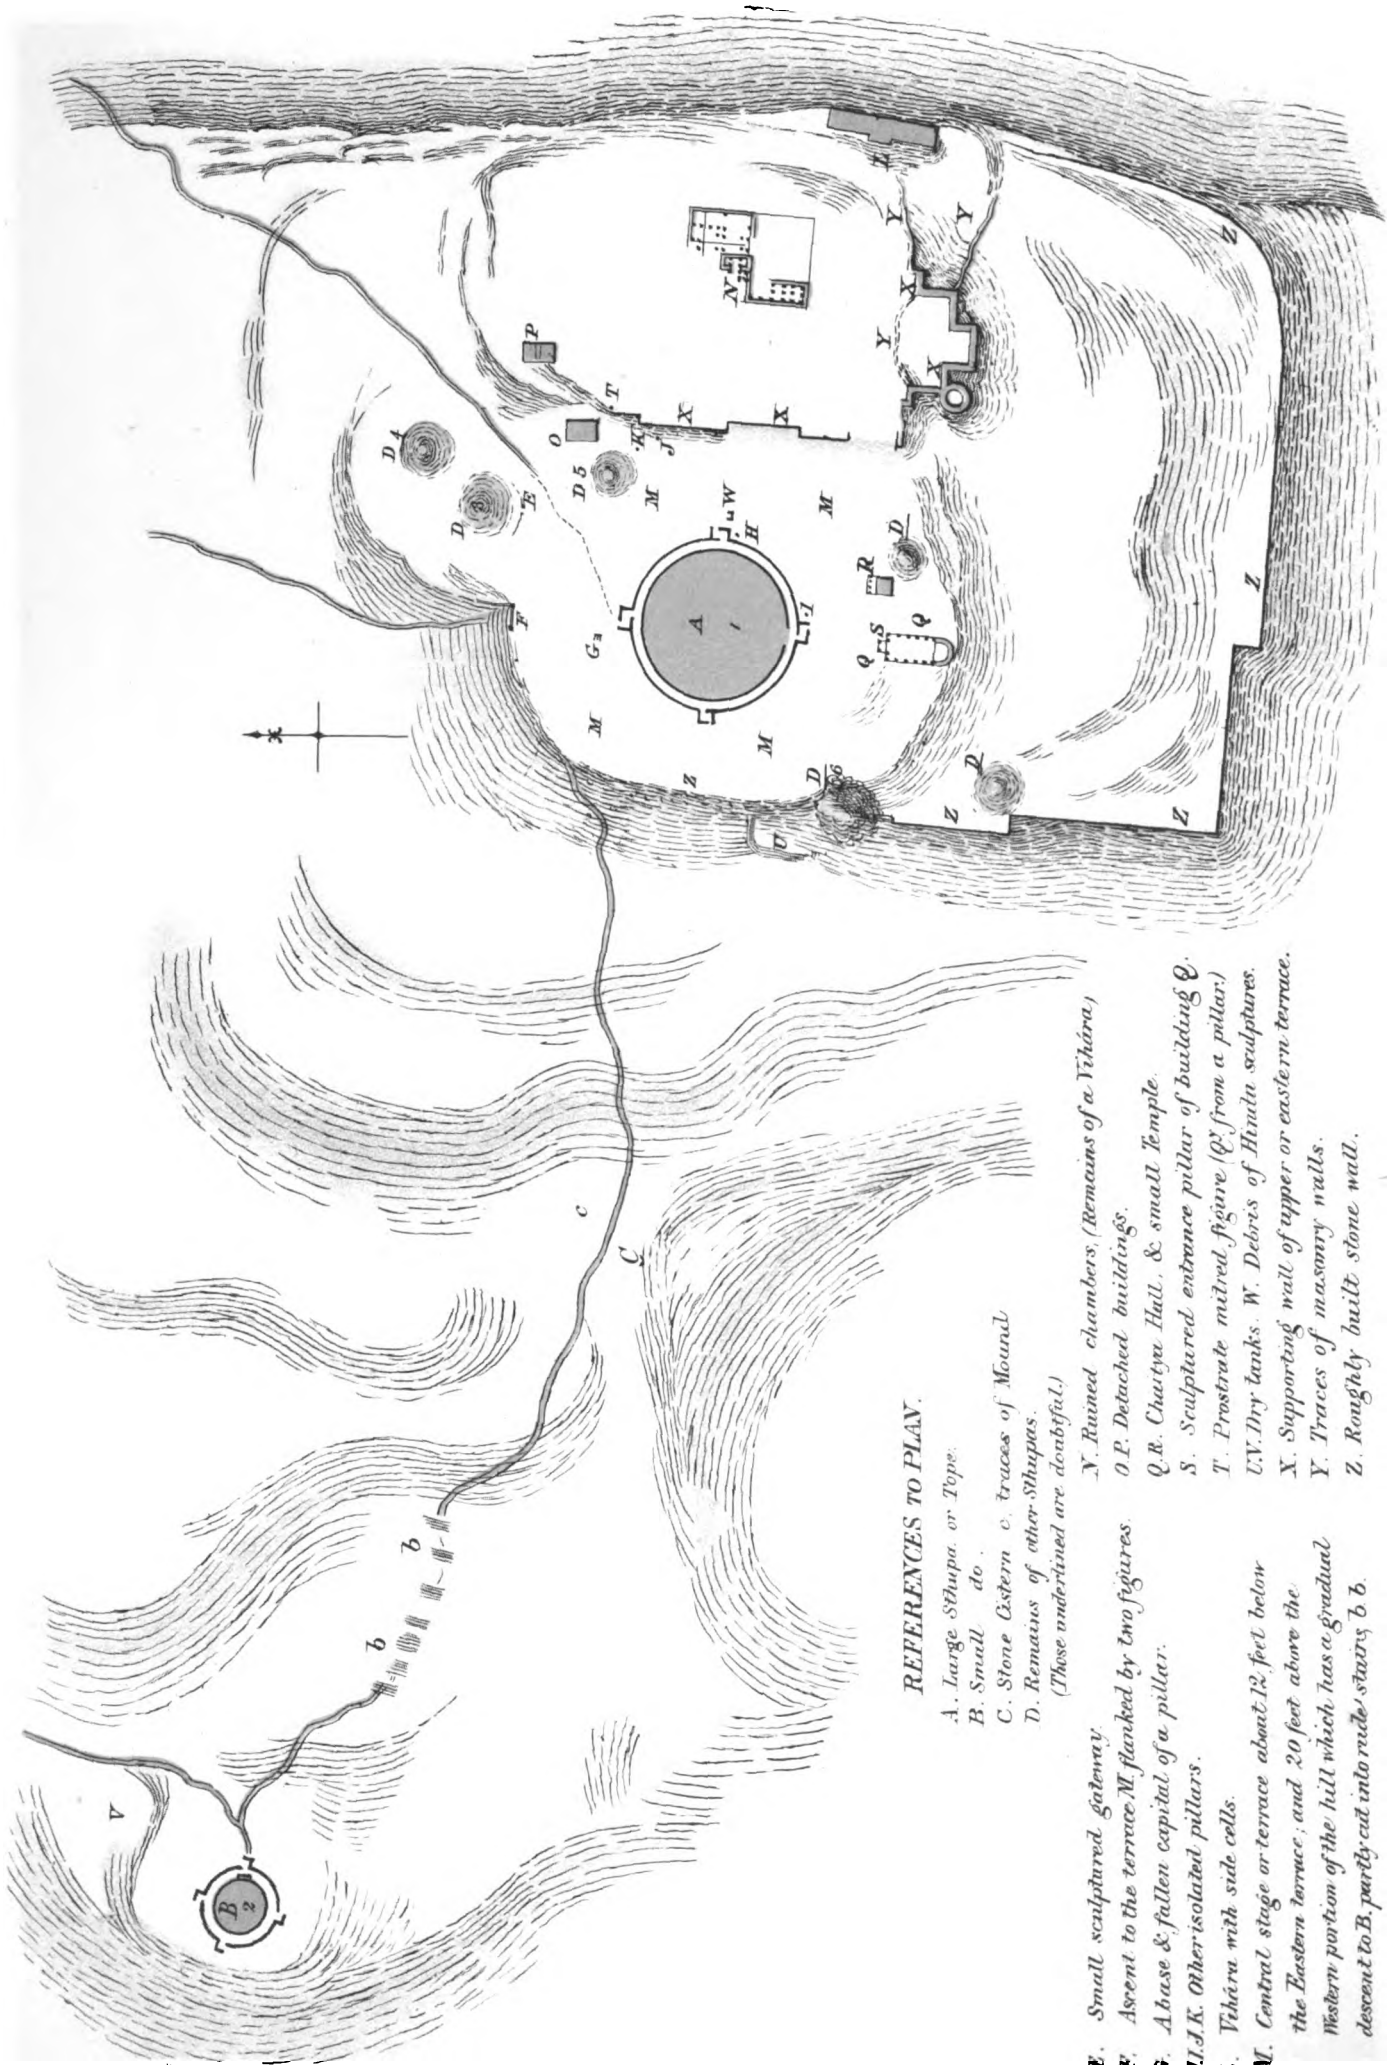 REFERENCES TO PLAN.
A. Large Sthupa or Tope.
B. Small do.
C. Stone Cistern c, traces of Mound
D. Remains of other Sthupas.
(Those underlined are doubtful.)
E. Small sculptured gateway.
F. Ascent to the terrace M flanked by two figures.
G. A base & fallen capital of a pillar.
I.J.K. Other isolated pillars.
Vihára with side cells.
M. Central stage or terrace about 12 feet below
the Eastern terrace, and 20 feet above the
Western portion of the hill which has a gradual
descent to B, partly cut into rude stairs, b b.
N. Ruined chambers, (Remains of a Vihára)
O.P. Detached buildings.
Q.R. Chaitya Hall, & small Temple.
S. Sculptured entrance pillar of building Q.
T. Prostrate mitred figure (Qy. from a pillar.)
U.V. Dry tanks. W. Debris of Hindu sculptures.
X. Supporting wall of upper or eastern terrace.
Y. Traces of masonry walls.
Z. Roughly built stone wall.
V
B
2
b
b
C
c
A
1
M
M
M
M
G
F
E
D
3
D 4
D 5
O
P
T
K
J
X
X
N
W
H
I
R
D
Q
S
Q
D
6
D
U
Z
Z
Z
Z
Z
Y
Y
Y
X
X